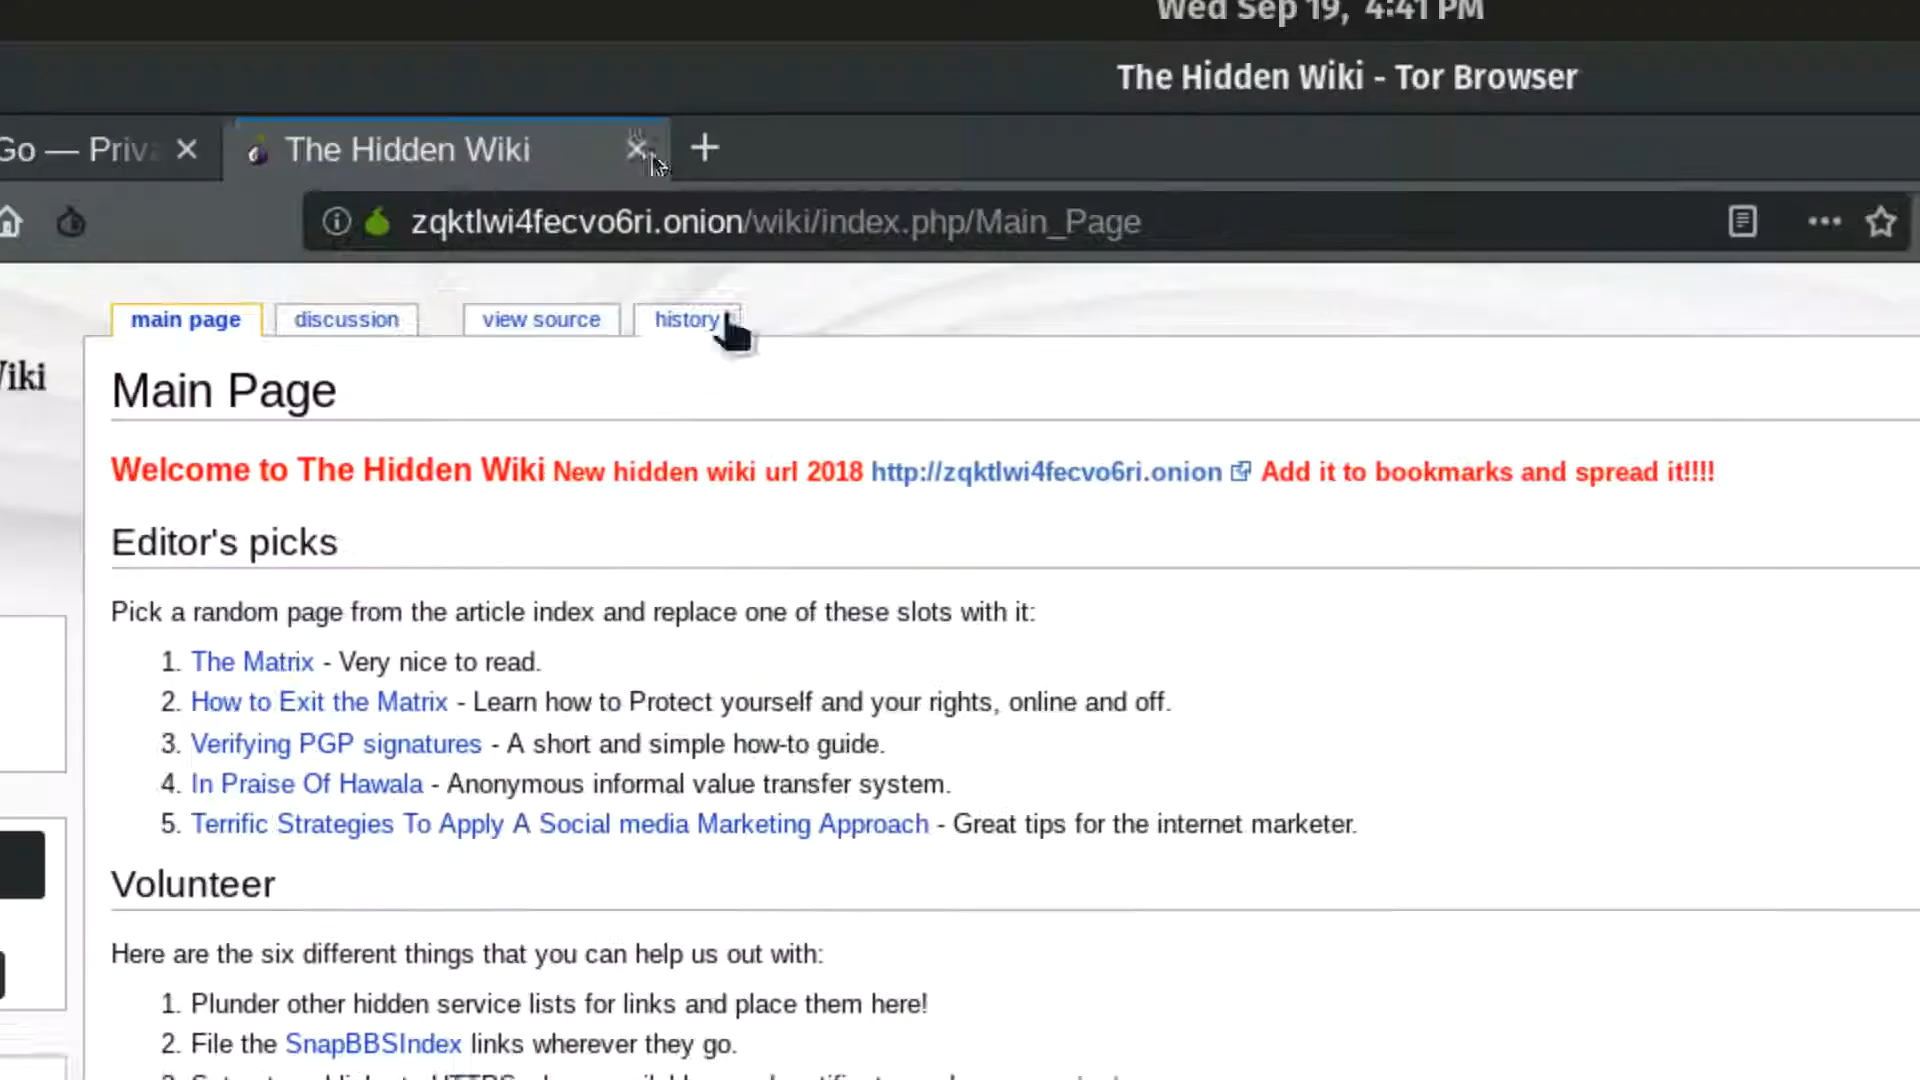 Wed Sep 19, 4:41 PM
The Hidden Wiki - Tor Browser
Go — Priva
The Hidden Wiki
zqktlwi4fecvo6ri.onion/wiki/index.php/Main_Page
main page discussion view source history
Wiki
Main Page
Welcome to The Hidden Wiki New hidden wiki url 2018 http://zqktlwi4fecvo6ri.onion Add it to bookmarks and spread it!!!!
Editor's picks
Pick a random page from the article index and replace one of these slots with it:
1. The Matrix - Very nice to read.
2. How to Exit the Matrix - Learn how to Protect yourself and your rights, online and off.
3. Verifying PGP signatures - A short and simple how-to guide.
4. In Praise Of Hawala - Anonymous informal value transfer system.
5. Terrific Strategies To Apply A Social media Marketing Approach - Great tips for the internet marketer.
Volunteer
Here are the six different things that you can help us out with:
1. Plunder other hidden service lists for links and place them here!
2. File the SnapBBSIndex links wherever they go.